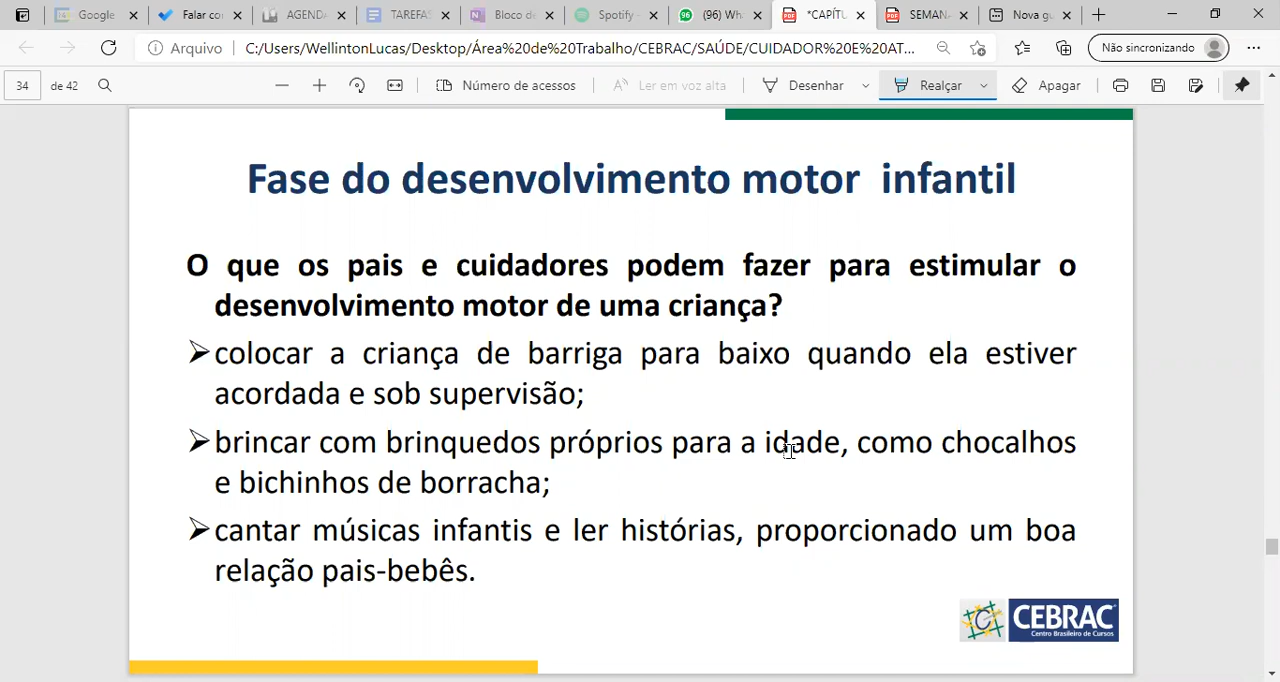 Google
Falar co
AGENDA
TAREFAS
Bloco de
Spotify -
96
(96) Wh
*CAPÍTU
SEMAN
Nova gu
Arquivo
C:/Users/WellintonLucas/Desktop/Área%20de%20Trabalho/CEBRAC/SAÚDE/CUIDADOR%20E%20AT...
Não sincronizando
34
de 42
Número de acessos
Ler em voz alta
Desenhar
Realçar
Apagar
Fase do desenvolvimento motor infantil
O que os pais e cuidadores podem fazer para estimular o
desenvolvimento motor de uma criança?
colocar a criança de barriga para baixo quando ela estiver
acordada e sob supervisão;
brincar com brinquedos próprios para a idade, como chocalhos
e bichinhos de borracha;
cantar músicas infantis e ler histórias, proporcionado um boa
relação pais-bebês.
CEBRAC
Centro Brasileiro de Cursos